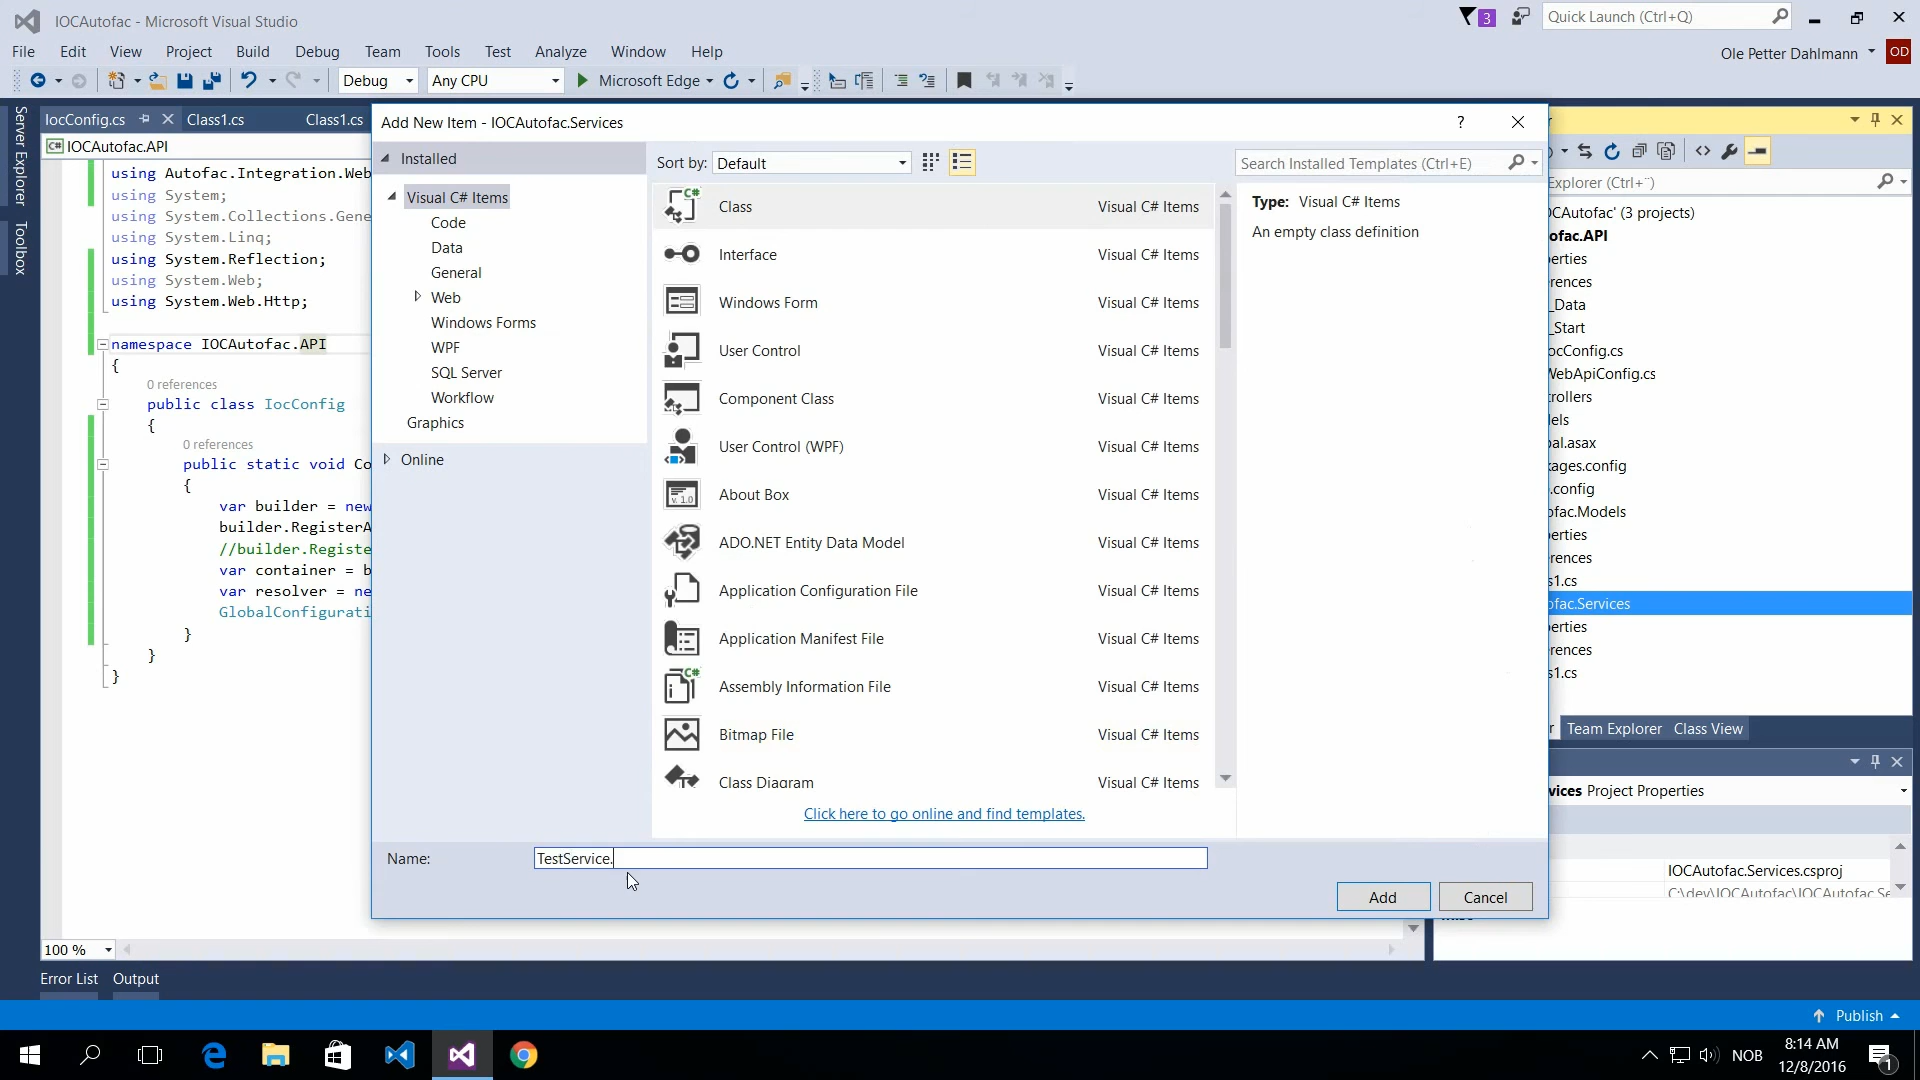 IOCAutofac - Microsoft Visual Studio
3
Quick Launch (Ctrl+Q)
File Edit View Project Build Debug Team Tools Test Analyze Window Help
Ole Petter Dahlmann OD
Debug Any CPU Microsoft Edge
Server Explorer
Toolbox
IocConfig.cs Class1.cs Class1.cs
IOCAutofac.API
using Autofac.Integration.Web
using System;
using System.Collections.Gene
using System.Linq;
using System.Reflection;
using System.Web;
using System.Web.Http;
namespace IOCAutofac.API
{
0 references
public class IocConfig
{
0 references
public static void Co
{
var builder = new
builder.RegisterA
//builder.Registe
var container = b
var resolver = ne
GlobalConfigurati
}
}
}
100 %
Add New Item - IOCAutofac.Services
?
Installed
Visual C# Items
Code
Data
General
Web
Windows Forms
WPF
SQL Server
Workflow
Graphics
Online
Sort by: Default
Search Installed Templates (Ctrl+E)
Class Visual C# Items
Interface Visual C# Items
Windows Form Visual C# Items
User Control Visual C# Items
Component Class Visual C# Items
User Control (WPF) Visual C# Items
About Box Visual C# Items
ADO.NET Entity Data Model Visual C# Items
Application Configuration File Visual C# Items
Application Manifest File Visual C# Items
Assembly Information File Visual C# Items
Bitmap File Visual C# Items
Class Diagram Visual C# Items
Click here to go online and find templates.
Type: Visual C# Items
An empty class definition
Name: TestService.
Add Cancel
Explorer (Ctrl+¨)
OCAutofac' (3 projects)
ofac.API
erties
rences
_Data
_Start
ocConfig.cs
WebApiConfig.cs
rollers
els
bal.asax
kages.config
.config
ofac.Models
erties
rences
s1.cs
ofac.Services
erties
rences
s1.cs
r Team Explorer Class View
vices Project Properties
IOCAutofac.Services.csproj
C:\dev\IOCAutofac\IOCAutofac.Se
Error List Output
Publish
NOB
8:14 AM
12/8/2016
1